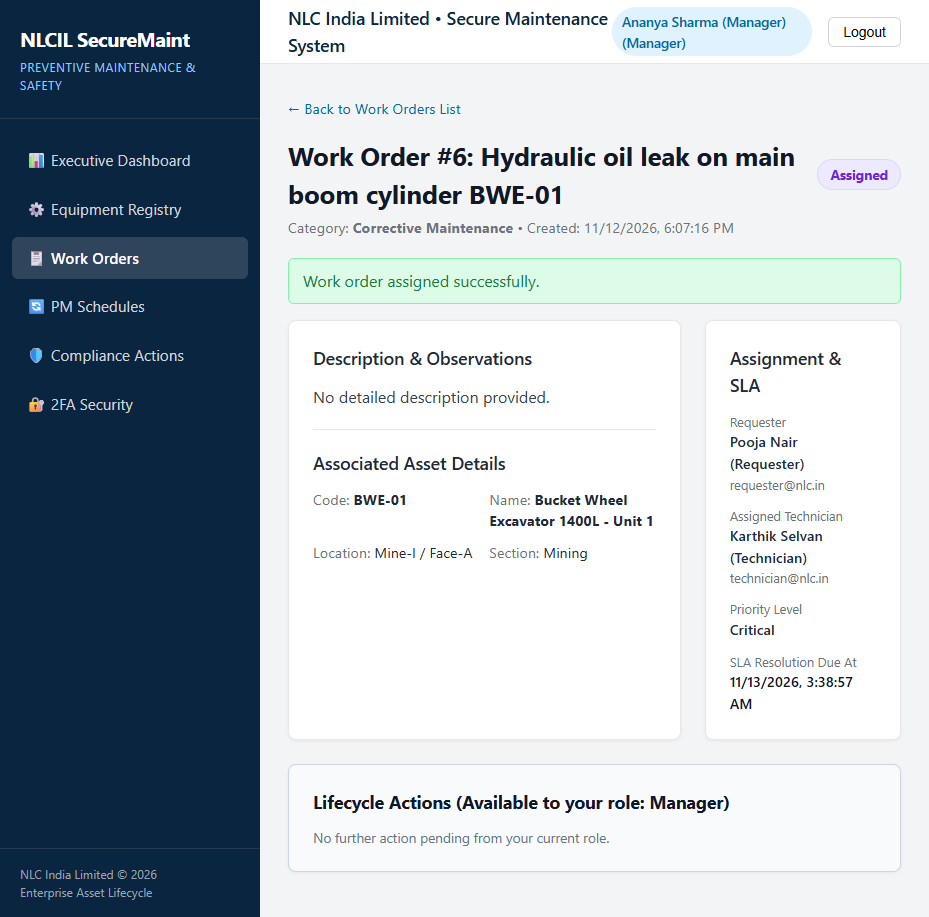 NLCIL SecureMaint
PREVENTIVE MAINTENANCE &
SAFETY
Executive Dashboard
Equipment Registry
Work Orders
PM Schedules
Compliance Actions
2FA Security
NLC India Limited © 2026
Enterprise Asset Lifecycle
NLC India Limited • Secure Maintenance
System
Ananya Sharma (Manager)
(Manager)
Logout
← Back to Work Orders List
Work Order #6: Hydraulic oil leak on main
boom cylinder BWE-01
Assigned
Category: Corrective Maintenance • Created: 11/12/2026, 6:07:16 PM
Work order assigned successfully.
Description & Observations
No detailed description provided.
Associated Asset Details
Code: BWE-01
Name: Bucket Wheel
Excavator 1400L - Unit 1
Location: Mine-I / Face-A
Section: Mining
Assignment &
SLA
Requester
Pooja Nair
(Requester)
requester@nlc.in
Assigned Technician
Karthik Selvan
(Technician)
technician@nlc.in
Priority Level
Critical
SLA Resolution Due At
11/13/2026, 3:38:57
AM
Lifecycle Actions (Available to your role: Manager)
No further action pending from your current role.